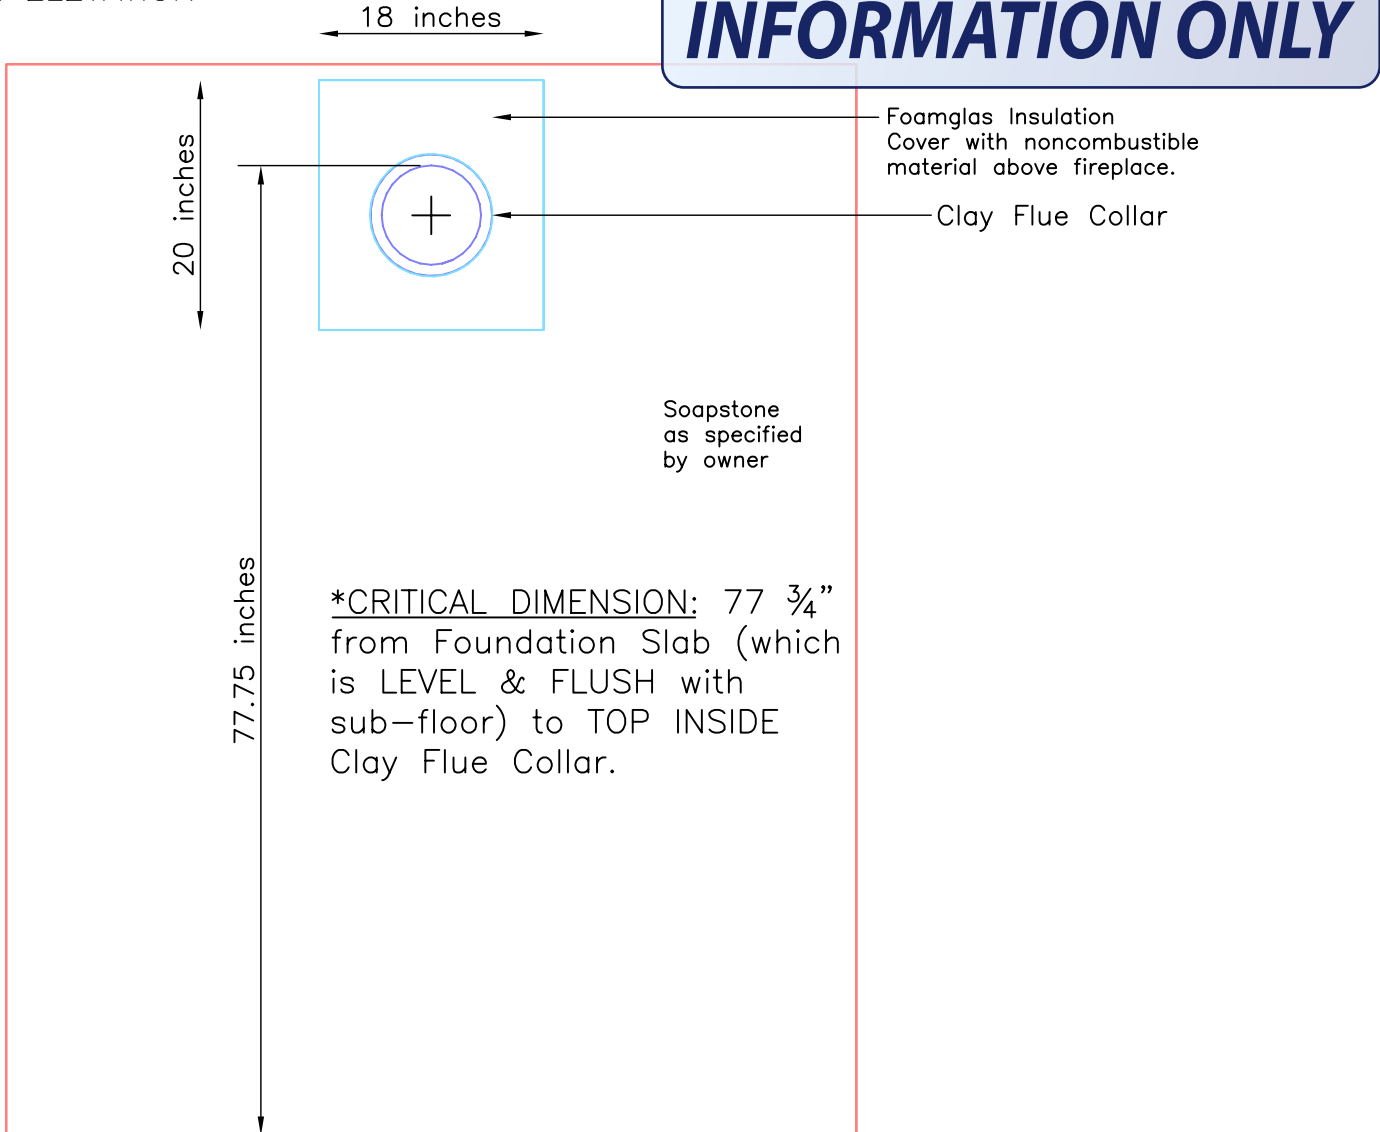 18 inches
INFORMATION ONLY
Foamglas Insulation
Cover with noncombustible
material above fireplace.
20 inches
Clay Flue Collar
Soapstone
as specified
by owner
77.75 inches
*CRITICAL DIMENSION: 77 ¾”
from Foundation Slab (which
is LEVEL & FLUSH with
sub-floor) to TOP INSIDE
Clay Flue Collar.